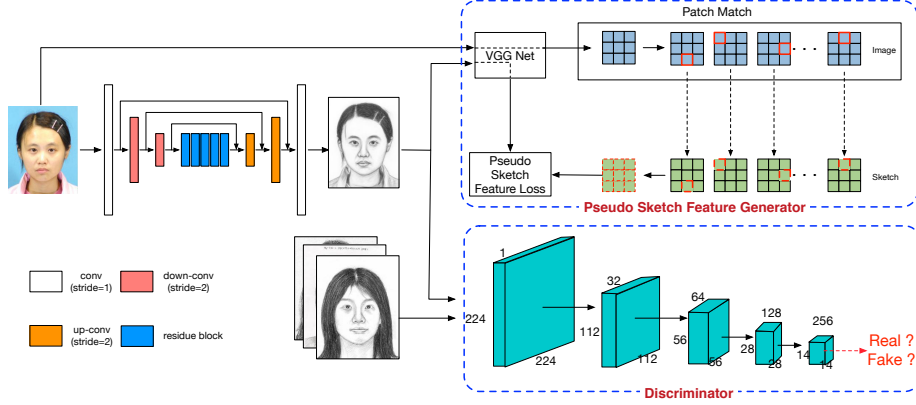 Patch Match
VGG Net
Image
Pseudo
Sketch
Feature Loss
Sketch
Pseudo Sketch Feature Generator
conv
(stride=1)
down-conv
(stride=2)
up-conv
(stride=2)
residue block
1
224
224
32
112
112
64
56
56
128
28
28
256
14
14
Real ?
Fake ?
Discriminator